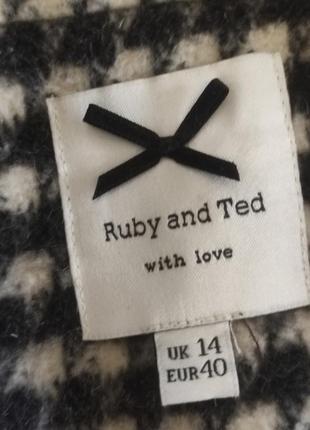 Ruby and Ted
with love
UK 14
EUR 40